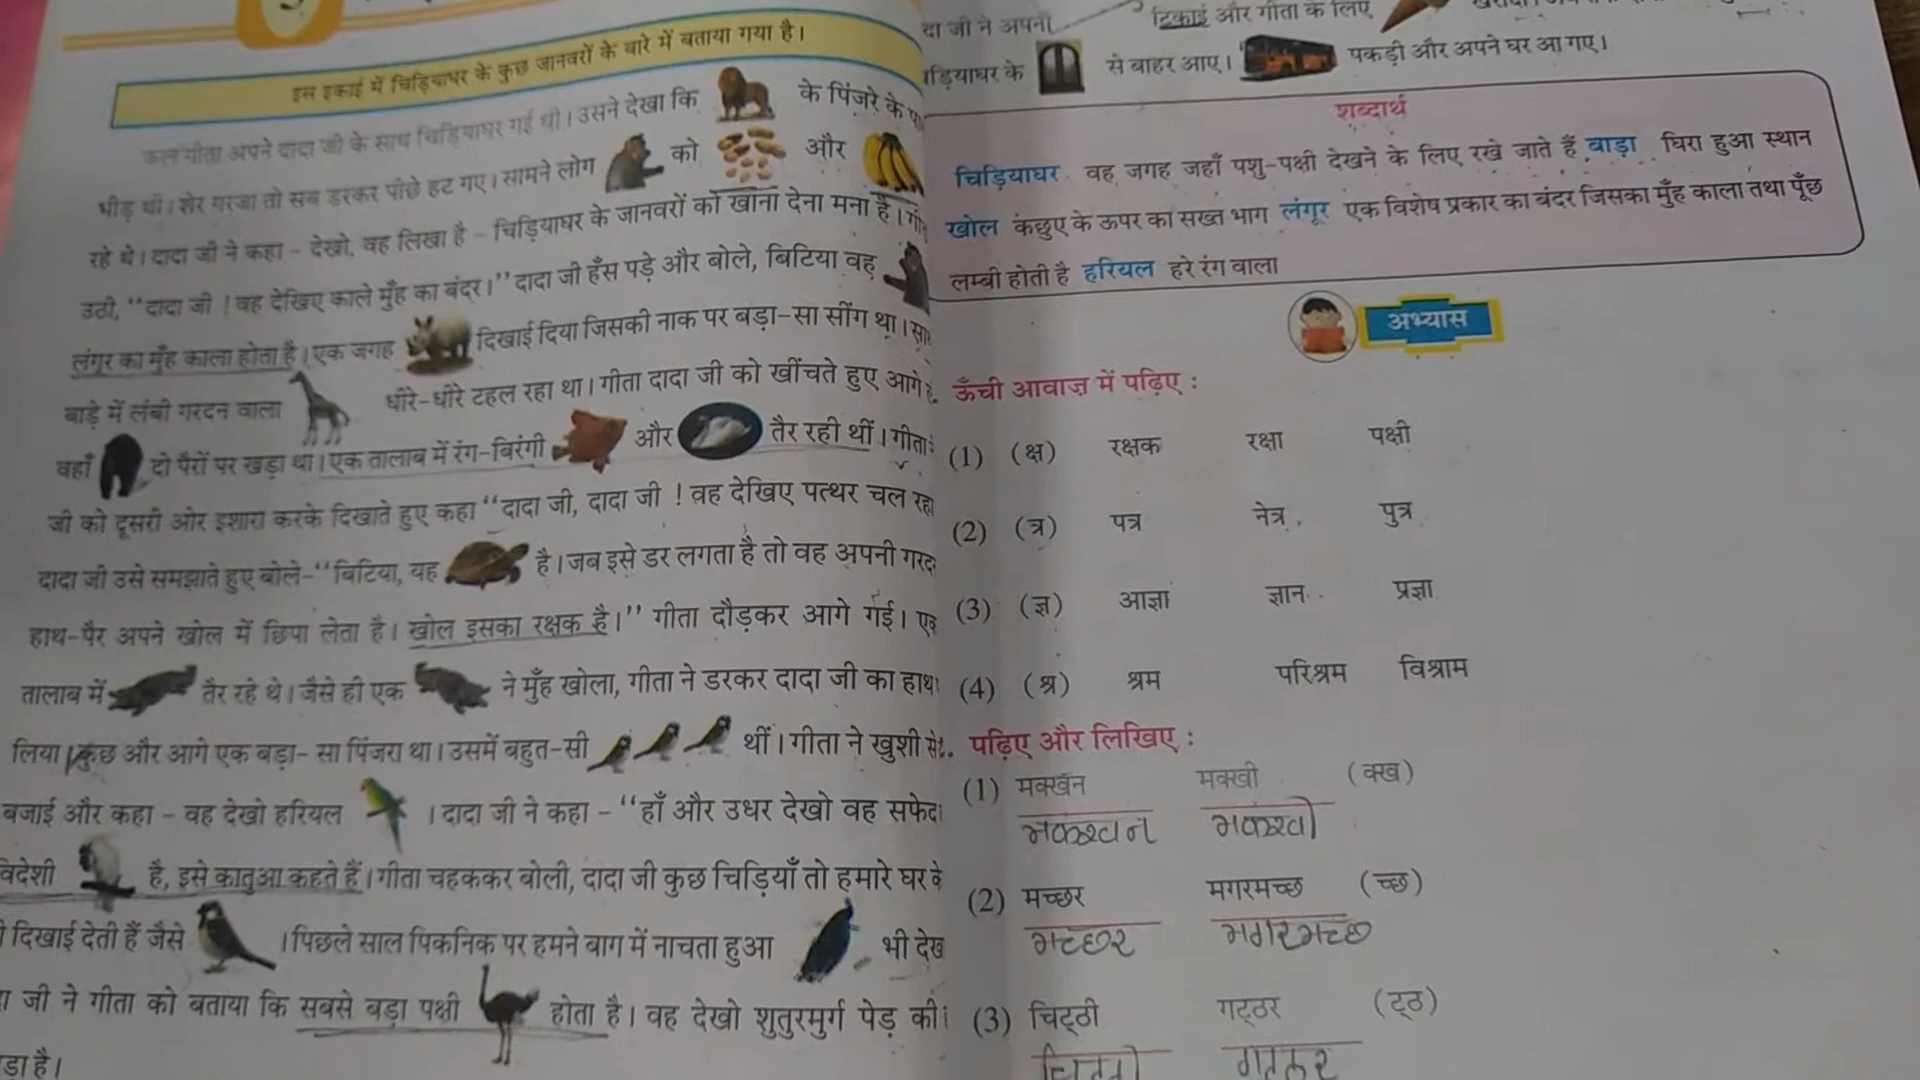 इस इकाई में चिड़ियाघर के कुछ जानवरों के बारे में बताया गया है।
कल गीता अपने दादा जी के साथ चिड़ियाघर गई थी। उसने देखा कि के पिंजरे के पा
भीड़ थी। शेर गरजा तो सब डरकर पीछे हट गए। सामने लोग को और
रहे थे। दादा जी ने कहा - देखो, वह लिखा है - चिड़ियाघर के जानवरों को खाना देना मना है। गी
उठी, “दादा जी ! वह देखिए काले मुँह का बंदर।” दादा जी हँस पड़े और बोले, बिटिया वह
लंगूर का मुँह काला होता है। एक जगह दिखाई दिया जिसकी नाक पर बड़ा-सा सींग था। सा
बाड़े में लंबी गरदन वाला धीरे-धीरे टहल रहा था। गीता दादा जी को खींचते हुए आगे
वहाँ दो पैरों पर खड़ा था। एक तालाब में रंग-बिरंगी और तैर रही थीं। गीता
जी को दूसरी ओर इशारा करके दिखाते हुए कहा “दादा जी, दादा जी ! वह देखिए पत्थर चल रहा
दादा जी उसे समझाते हुए बोले-“बिटिया, यह है। जब इसे डर लगता है तो वह अपनी गरद
हाथ-पैर अपने खोल में छिपा लेता है। खोल इसका रक्षक है।” गीता दौड़कर आगे गई। एक
तालाब में तैर रहे थे। जैसे ही एक ने मुँह खोला, गीता ने डरकर दादा जी का हाथ
लिया। कुछ और आगे एक बड़ा- सा पिंजरा था। उसमें बहुत-सी थीं। गीता ने खुशी से
बजाई और कहा - वह देखो हरियल । दादा जी ने कहा - “हाँ और उधर देखो वह सफेद
विदेशी है, इसे कातुआ कहते हैं। गीता चहककर बोली, दादा जी कुछ चिड़ियाँ तो हमारे घर के
दिखाई देती हैं जैसे । पिछले साल पिकनिक पर हमने बाग में नाचता हुआ भी देख
जी ने गीता को बताया कि सबसे बड़ा पक्षी होता है। वह देखो शुतुरमुर्ग पेड़ की
ड़ा है।
दा जी ने अपनी टिकाई और गीता के लिए
ड़ियाघर के से बाहर आए। पकड़ी और अपने घर आ गए।
शब्दार्थ
चिड़ियाघर वह जगह जहाँ पशु-पक्षी देखने के लिए रखे जाते हैं बाड़ा घिरा हुआ स्थान
खोल कंछुए के ऊपर का सख्त भाग लंगूर एक विशेष प्रकार का बंदर जिसका मुँह काला तथा पूँछ
लम्बी होती है हरियल हरे रंग वाला
अभ्यास
ऊँची आवाज़ में पढ़िए :
(1) (क्ष) रक्षक रक्षा पक्षी
(2) (त्र) पत्र नेत्र पुत्र
(3) (ज्ञ) आज्ञा ज्ञान प्रज्ञा
(4) (श्र) श्रम परिश्रम विश्राम
2. पढ़िए और लिखिए :
(1) मक्खन मक्खी (क्ख)
मक्खन मक्खी
(2) मच्छर मगरमच्छ (च्छ)
मच्छर मगरमच्छ
(3) चिट्ठी गट्ठर (ट्ठ)